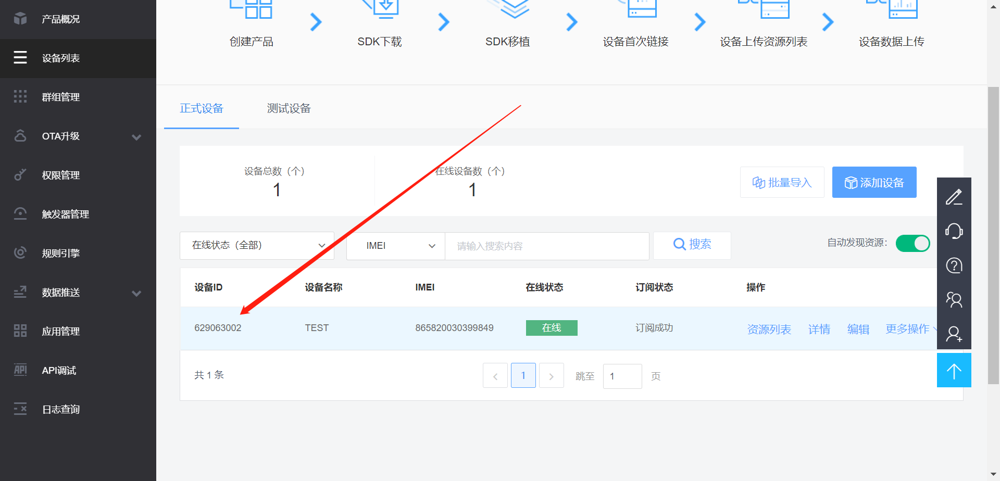 产品概况
设备列表
群组管理
OTA升级
权限管理
触发器管理
规则引擎
数据推送
应用管理
API调试
日志查询
创建产品
SDK下载
SDK移植
设备首次链接
设备上传资源列表
设备数据上传
正式设备
测试设备
设备总数（个）
1
在线设备数（个）
1
批量导入
添加设备
在线状态（全部）
IMEI
请输入搜索内容
搜索
自动发现资源：
设备ID 设备名称 IMEI 在线状态 订阅状态 操作
629063002 TEST 865820030399849 在线 订阅成功 资源列表 详情 编辑 更多操作
共 1 条
1
跳至 1 页